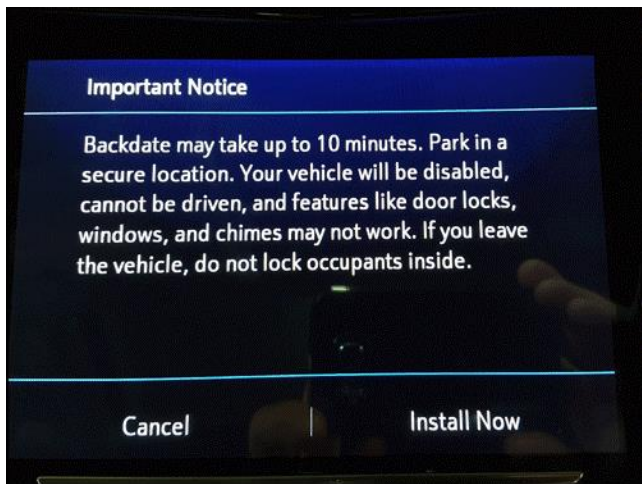 Important Notice
Backdate may take up to 10 minutes. Park in a
secure location. Your vehicle will be disabled,
cannot be driven, and features like door locks,
windows, and chimes may not work. If you leave
the vehicle, do not lock occupants inside.
Cancel
Install Now